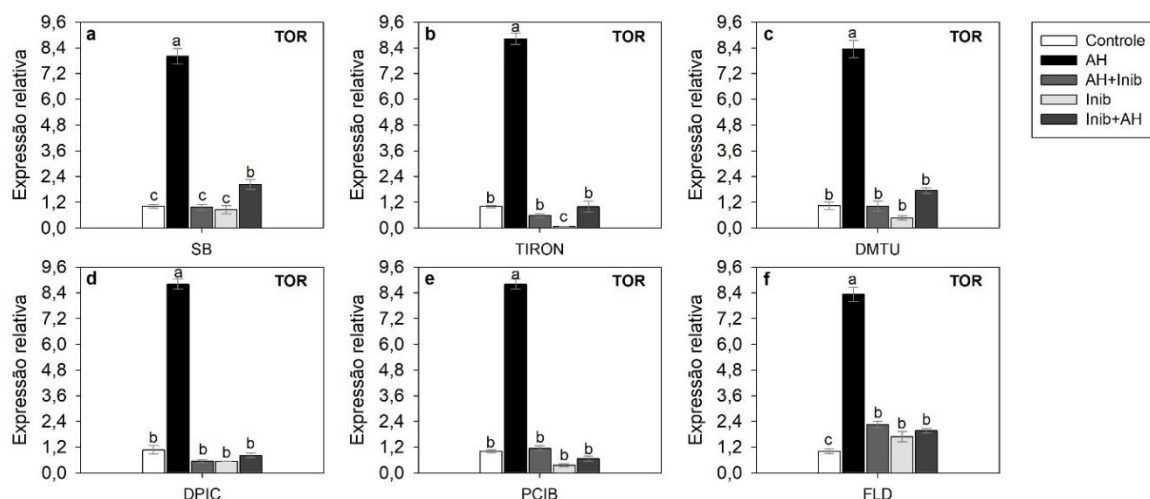 a
TOR
Expressão relativa
9,6
8,4
7,2
6,0
4,8
3,6
2,4
1,2
0,0
c
a
c
c
b
SB
b
TOR
Expressão relativa
9,6
8,4
7,2
6,0
4,8
3,6
2,4
1,2
0,0
b
a
b
c
b
TIRON
c
TOR
Expressão relativa
9,6
8,4
7,2
6,0
4,8
3,6
2,4
1,2
0,0
b
a
b
b
b
DMTU
Controle
AH
AH+Inib
Inib
Inib+AH
d
TOR
Expressão relativa
9,6
8,4
7,2
6,0
4,8
3,6
2,4
1,2
0,0
b
a
b
b
b
DPIC
e
TOR
Expressão relativa
9,6
8,4
7,2
6,0
4,8
3,6
2,4
1,2
0,0
b
a
b
b
b
PCIB
f
TOR
Expressão relativa
9,6
8,4
7,2
6,0
4,8
3,6
2,4
1,2
0,0
c
a
b
b
b
FLD